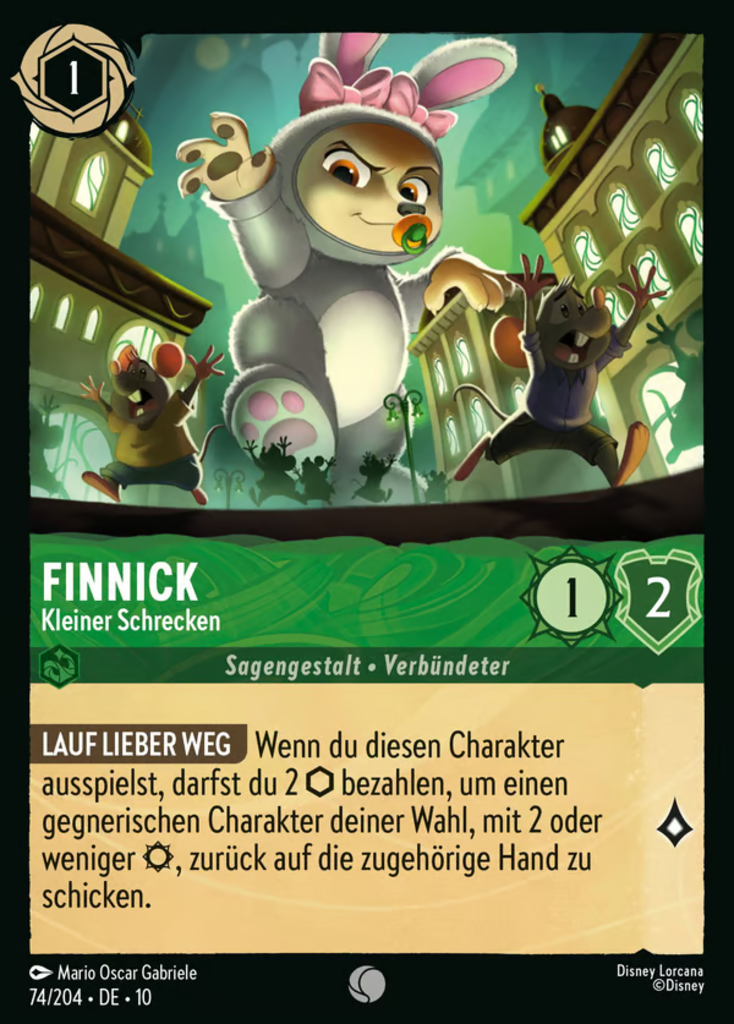 1
FINNICK
Kleiner Schrecken
1
2
Sagengestalt • Verbündeter
LAUF LIEBER WEG Wenn du diesen Charakter
ausspielst, darfst du 2 ⬡ bezahlen, um einen
gegnerischen Charakter deiner Wahl, mit 2 oder
weniger ¤, zurück auf die zugehörige Hand zu
schicken.
Mario Oscar Gabriele
74/204 • DE • 10
Disney Lorcana
©Disney